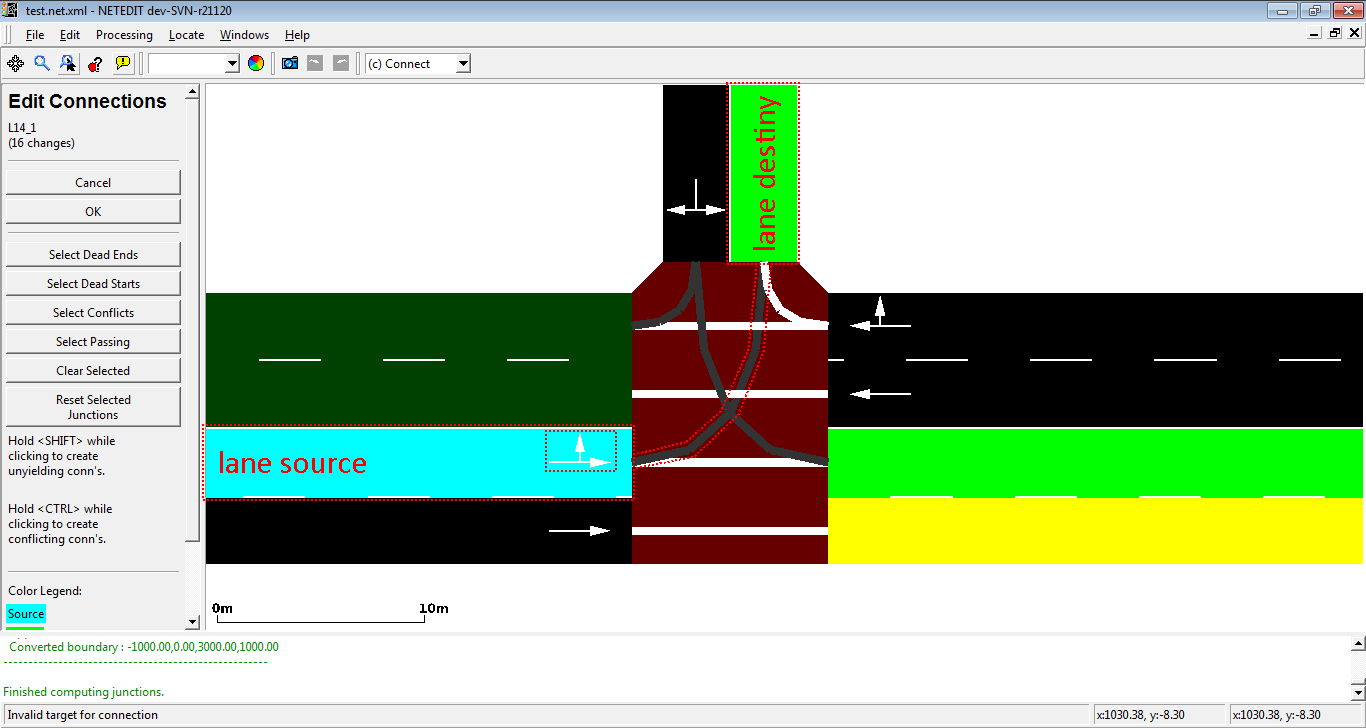 test.net.xml - NETEDIT dev-SVN-r21120
File Edit Processing Locate Windows Help
(c) Connect
Edit Connections
L14_1
(16 changes)
Cancel
OK
Select Dead Ends
Select Dead Starts
Select Conflicts
Select Passing
Clear Selected
Reset Selected
Junctions
Hold <SHIFT> while
clicking to create
unyielding conn's.
Hold <CTRL> while
clicking to create
conflicting conn's.
Color Legend:
Source
lane destiny
lane source
0m 10m
Converted boundary : -1000.00,0.00,3000.00,1000.00
-----------------------------------------------------
Finished computing junctions.
Invalid target for connection
x:1030.38, y:-8.30
x:1030.38, y:-8.30